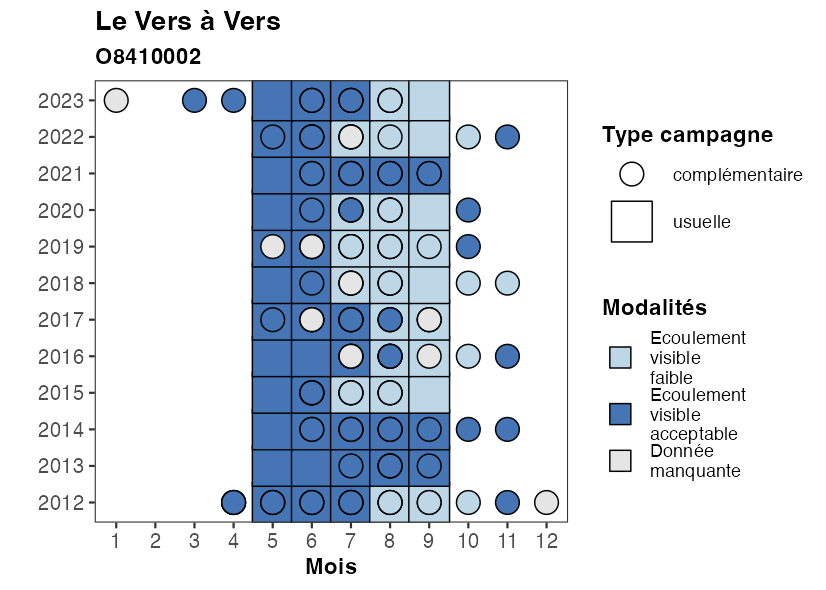 Le Vers à Vers
O8410002
2023
2022
2021
2020
2019
2018
2017
2016
2015
2014
2013
2012
1 2 3 4 5 6 7 8 9 10 11 12
Mois
Type campagne
complémentaire
usuelle
Modalités
Ecoulement
visible
faible
Ecoulement
visible
acceptable
Donnée
manquante